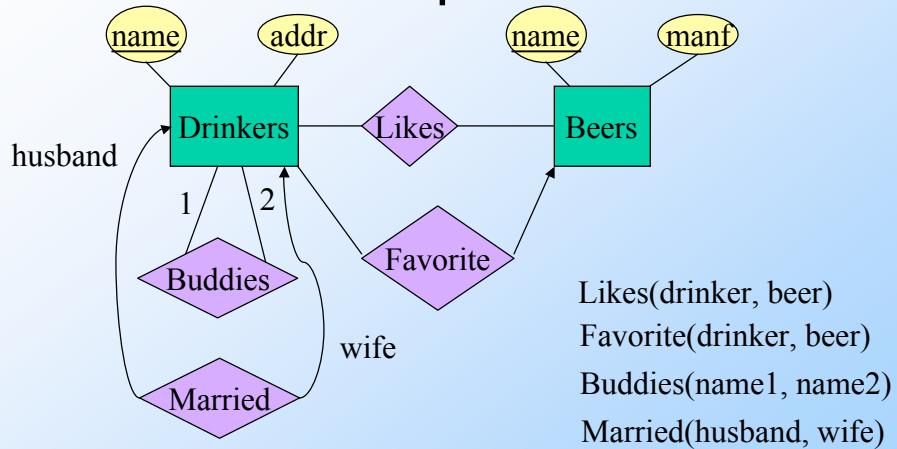 name
addr
name
manf
Drinkers
Likes
Beers
husband
1
2
Buddies
Favorite
wife
Married
Likes(drinker, beer)
Favorite(drinker, beer)
Buddies(name1, name2)
Married(husband, wife)